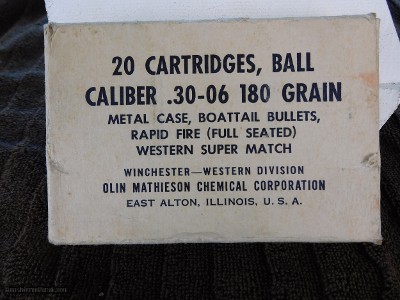 20 CARTRIDGES, BALL
CALIBER .30-06 180 GRAIN
METAL CASE, BOATTAIL BULLETS,
RAPID FIRE (FULL SEATED)
WESTERN SUPER MATCH
WINCHESTER—WESTERN DIVISION
OLIN MATHIESON CHEMICAL CORPORATION
EAST ALTON, ILLINOIS, U. S. A.